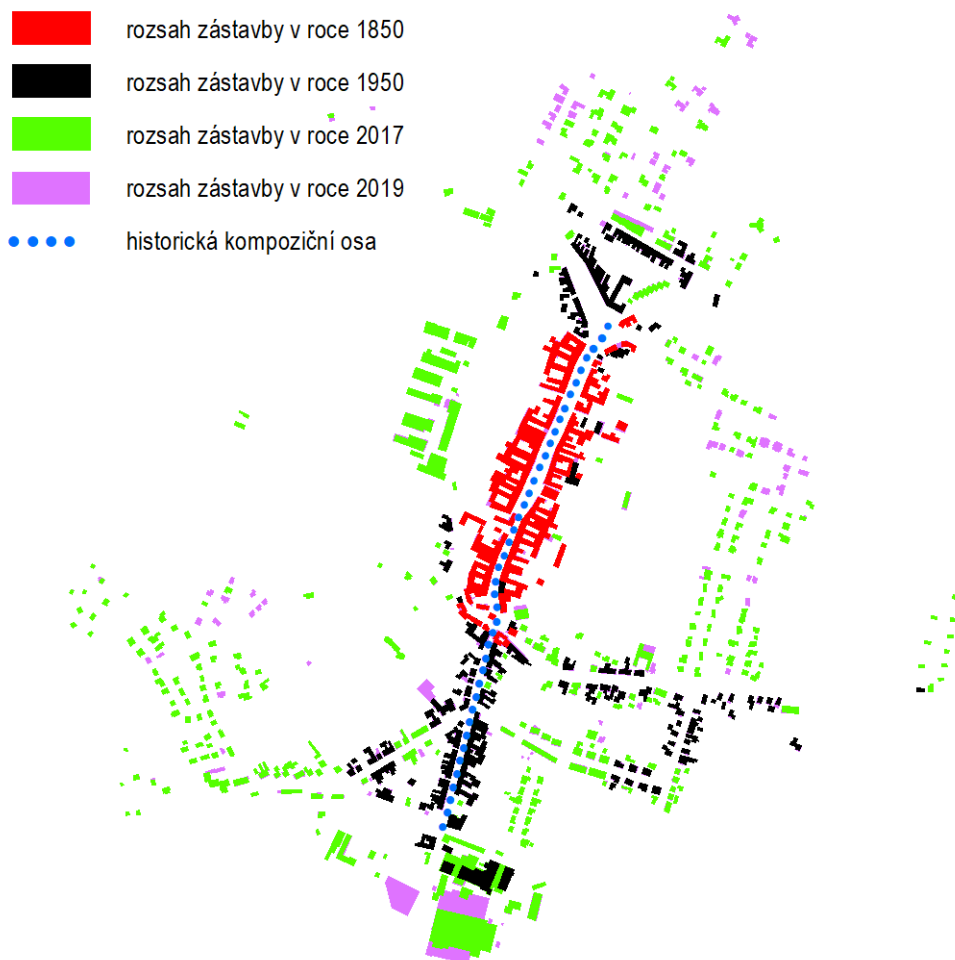 rozsah zástavby v roce 1850
rozsah zástavby v roce 1950
rozsah zástavby v roce 2017
rozsah zástavby v roce 2019
historická kompoziční osa